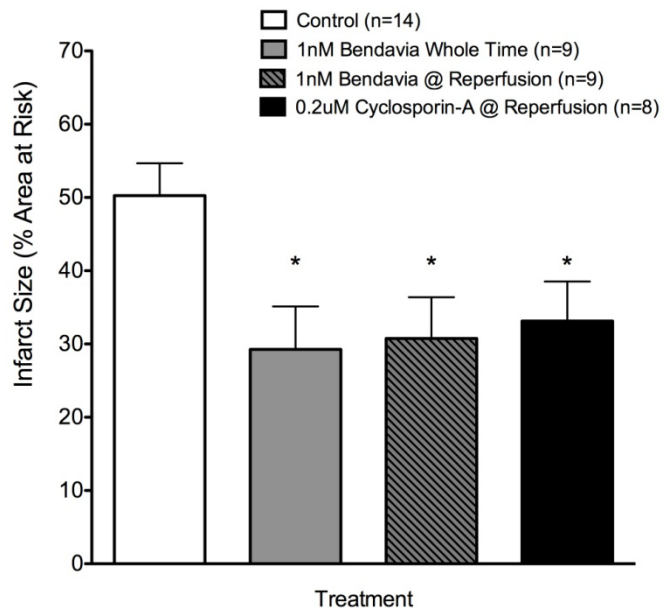 Control (n=14)
1nM Bendavia Whole Time (n=9)
1nM Bendavia @ Reperfusion (n=9)
0.2uM Cyclosporin-A @ Reperfusion (n=8)
Infarct Size (% Area at Risk)
70
60
50
40
30
20
10
0
* * *
Treatment